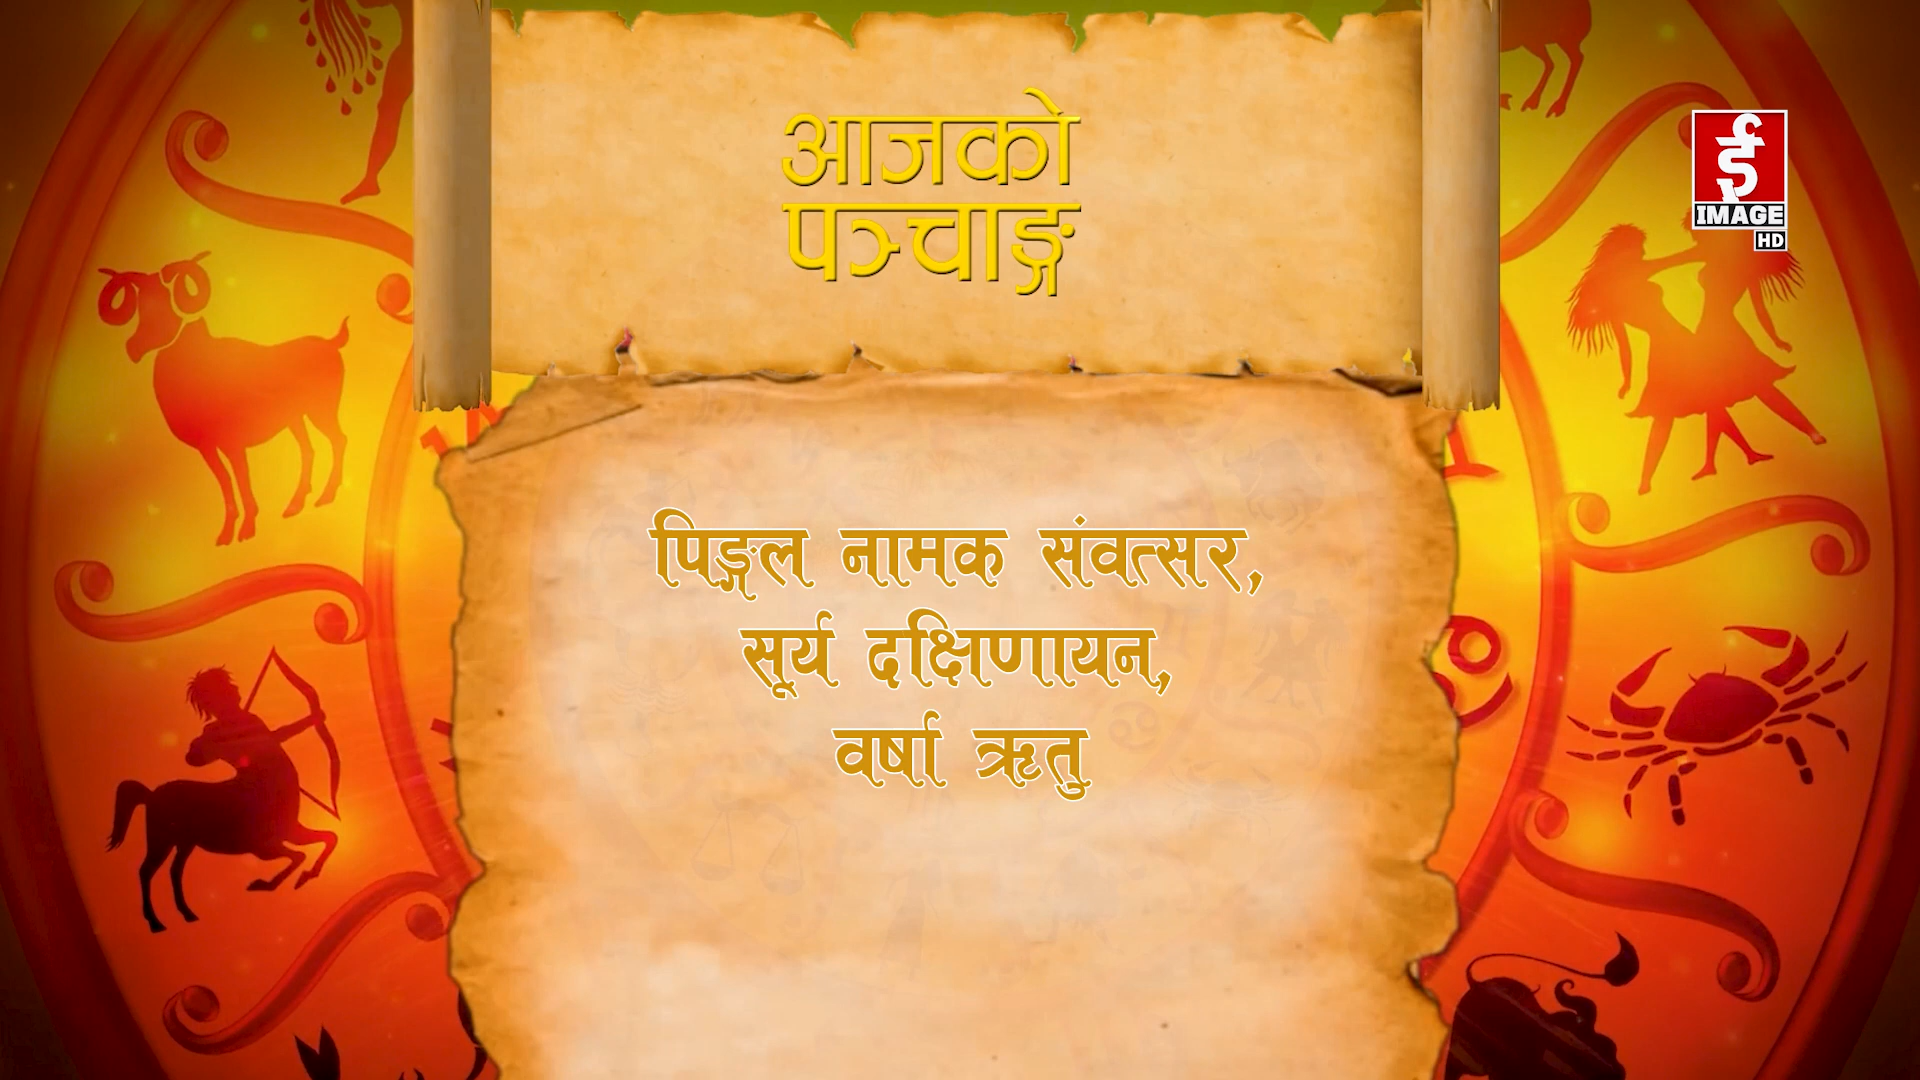 आजको
पञ्चाङ्ग
IMAGE
HD
पिङ्गल नामक संवत्सर,
सूर्य दक्षिणायन,
वर्षा ऋतु